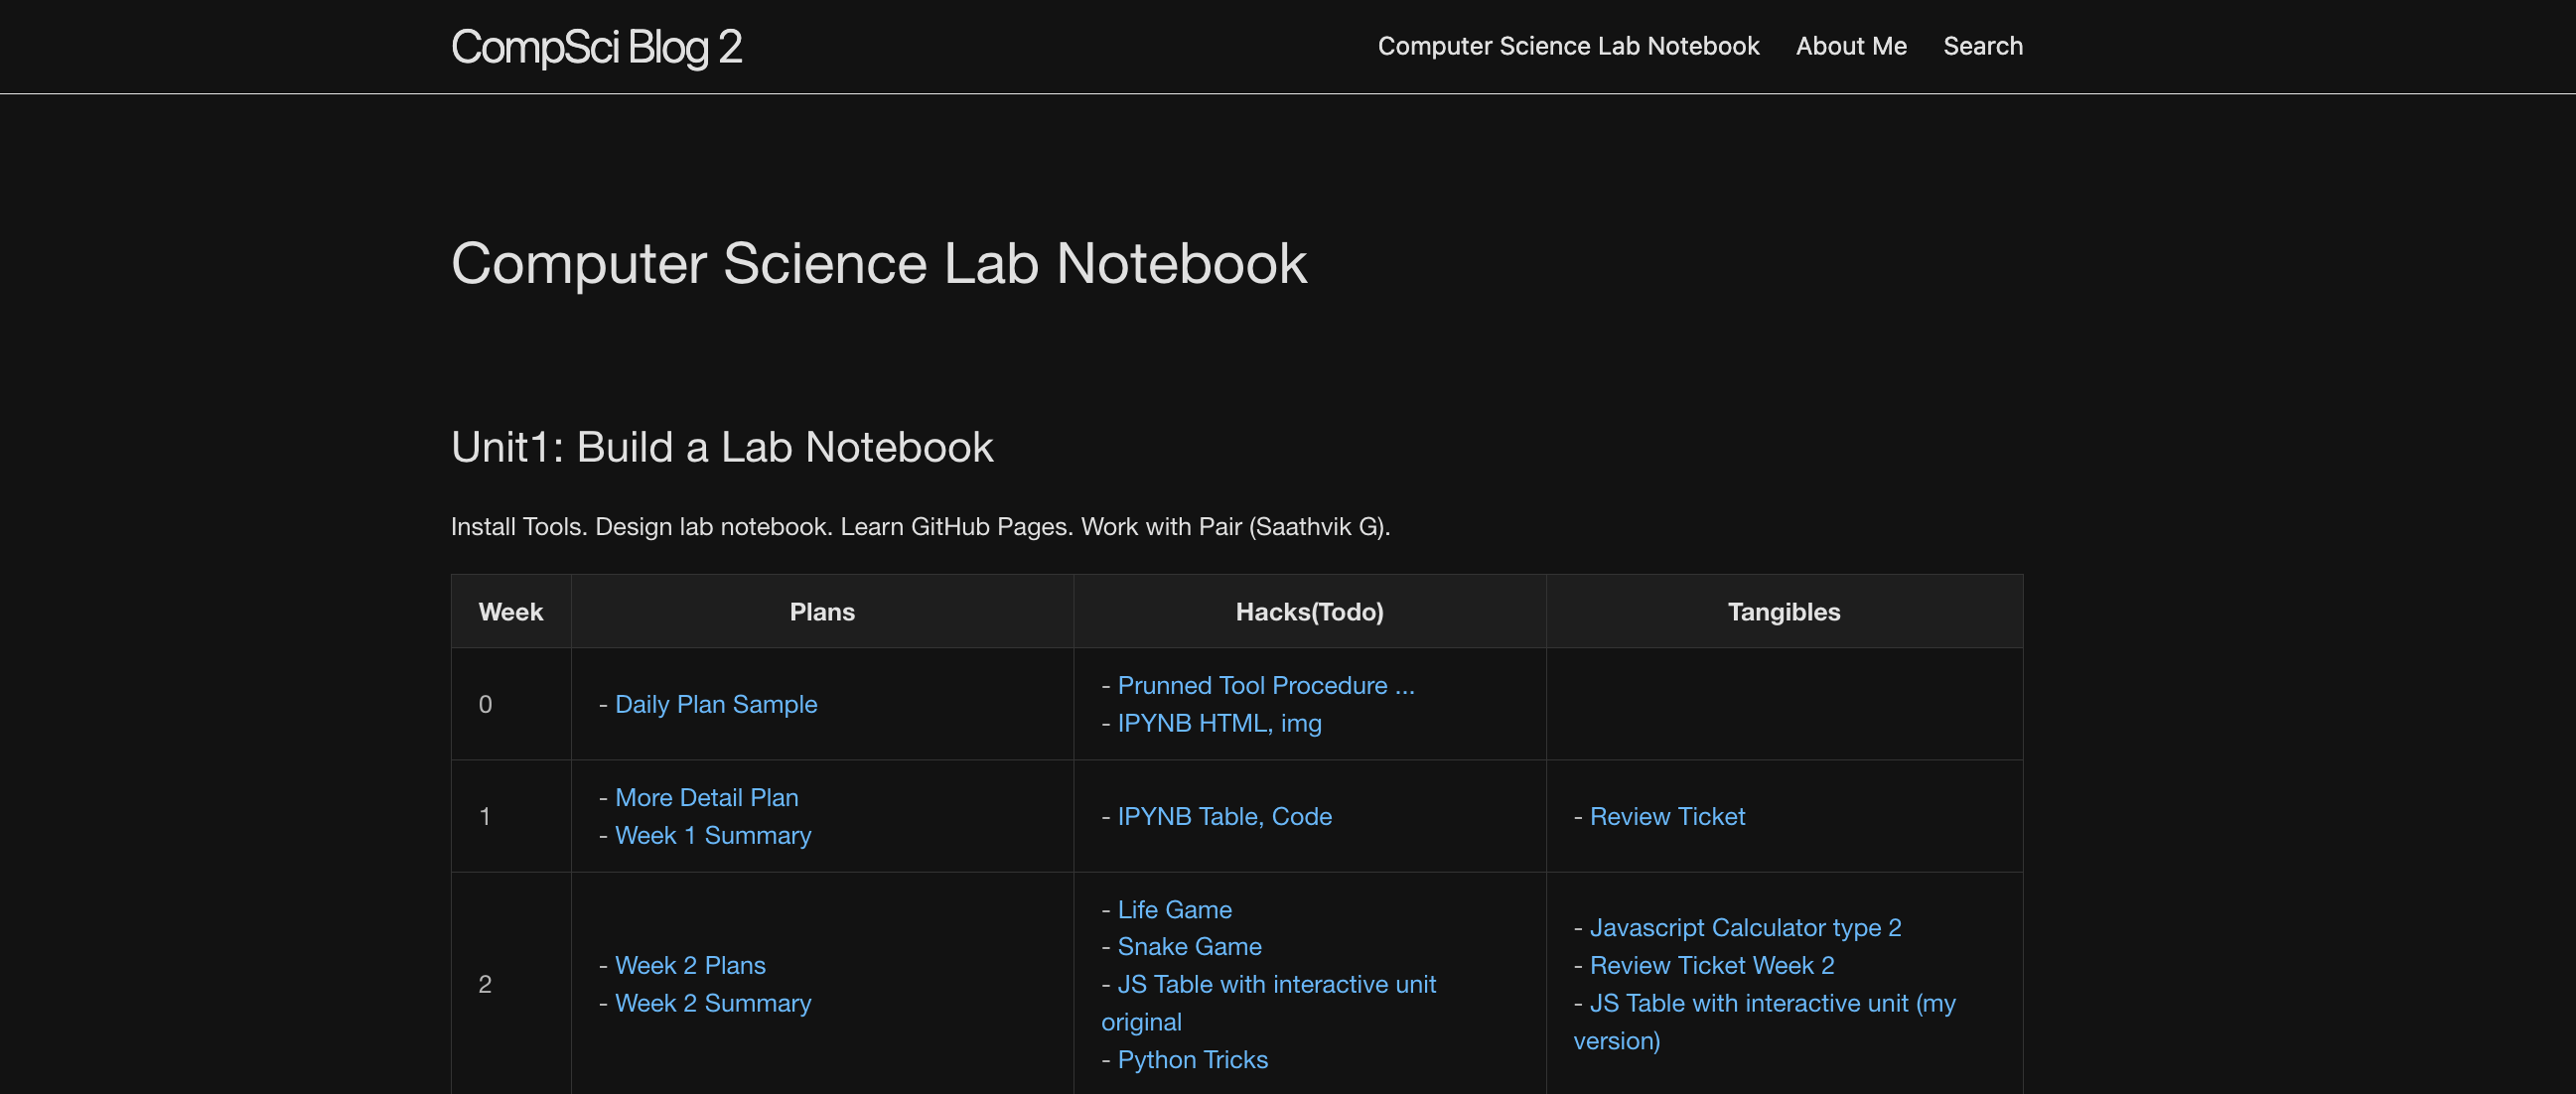 CompSci Blog 2
Computer Science Lab Notebook About Me Search
Computer Science Lab Notebook
Unit1: Build a Lab Notebook
Install Tools. Design lab notebook. Learn GitHub Pages. Work with Pair (Saathvik G).
Week Plans Hacks(Todo) Tangibles
0
- Daily Plan Sample
- Prunned Tool Procedure ...
- IPYNB HTML, img
1
- More Detail Plan
- Week 1 Summary
- IPYNB Table, Code
- Review Ticket
2
- Week 2 Plans
- Week 2 Summary
- Life Game
- Snake Game
- JS Table with interactive unit
original
- Python Tricks
- Javascript Calculator type 2
- Review Ticket Week 2
- JS Table with interactive unit (my
version)